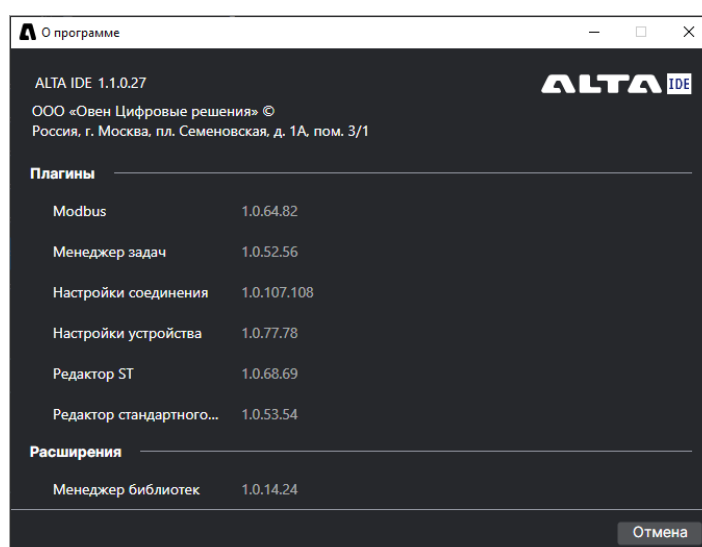 О программе
ALTA IDE 1.1.0.27
ALTA IDE
ООО «Овен Цифровые решения» ©
Россия, г. Москва, пл. Семеновская, д. 1А, пом. 3/1
Плагины
Modbus 1.0.64.82
Менеджер задач 1.0.52.56
Настройки соединения 1.0.107.108
Настройки устройства 1.0.77.78
Редактор ST 1.0.68.69
Редактор стандартного... 1.0.53.54
Расширения
Менеджер библиотек 1.0.14.24
Отмена